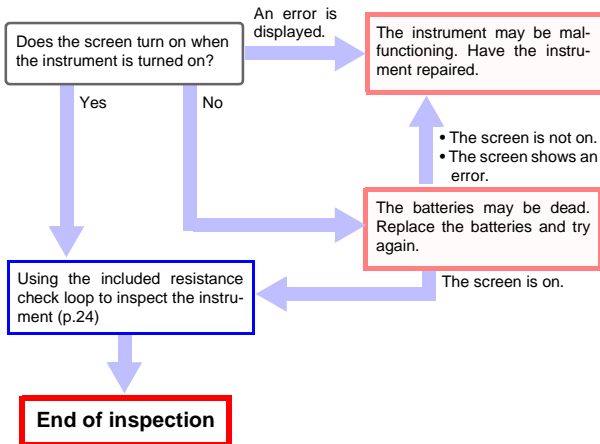 An error is
displayed.
Does the screen turn on when
the instrument is turned on?
The instrument may be mal-
functioning. Have the instru-
ment repaired.
Yes
No
• The screen is not on.
• The screen shows an
error.
The batteries may be dead.
Replace the batteries and try
again.
Using the included resistance
check loop to inspect the instru-
ment (p.24)
The screen is on.
End of inspection